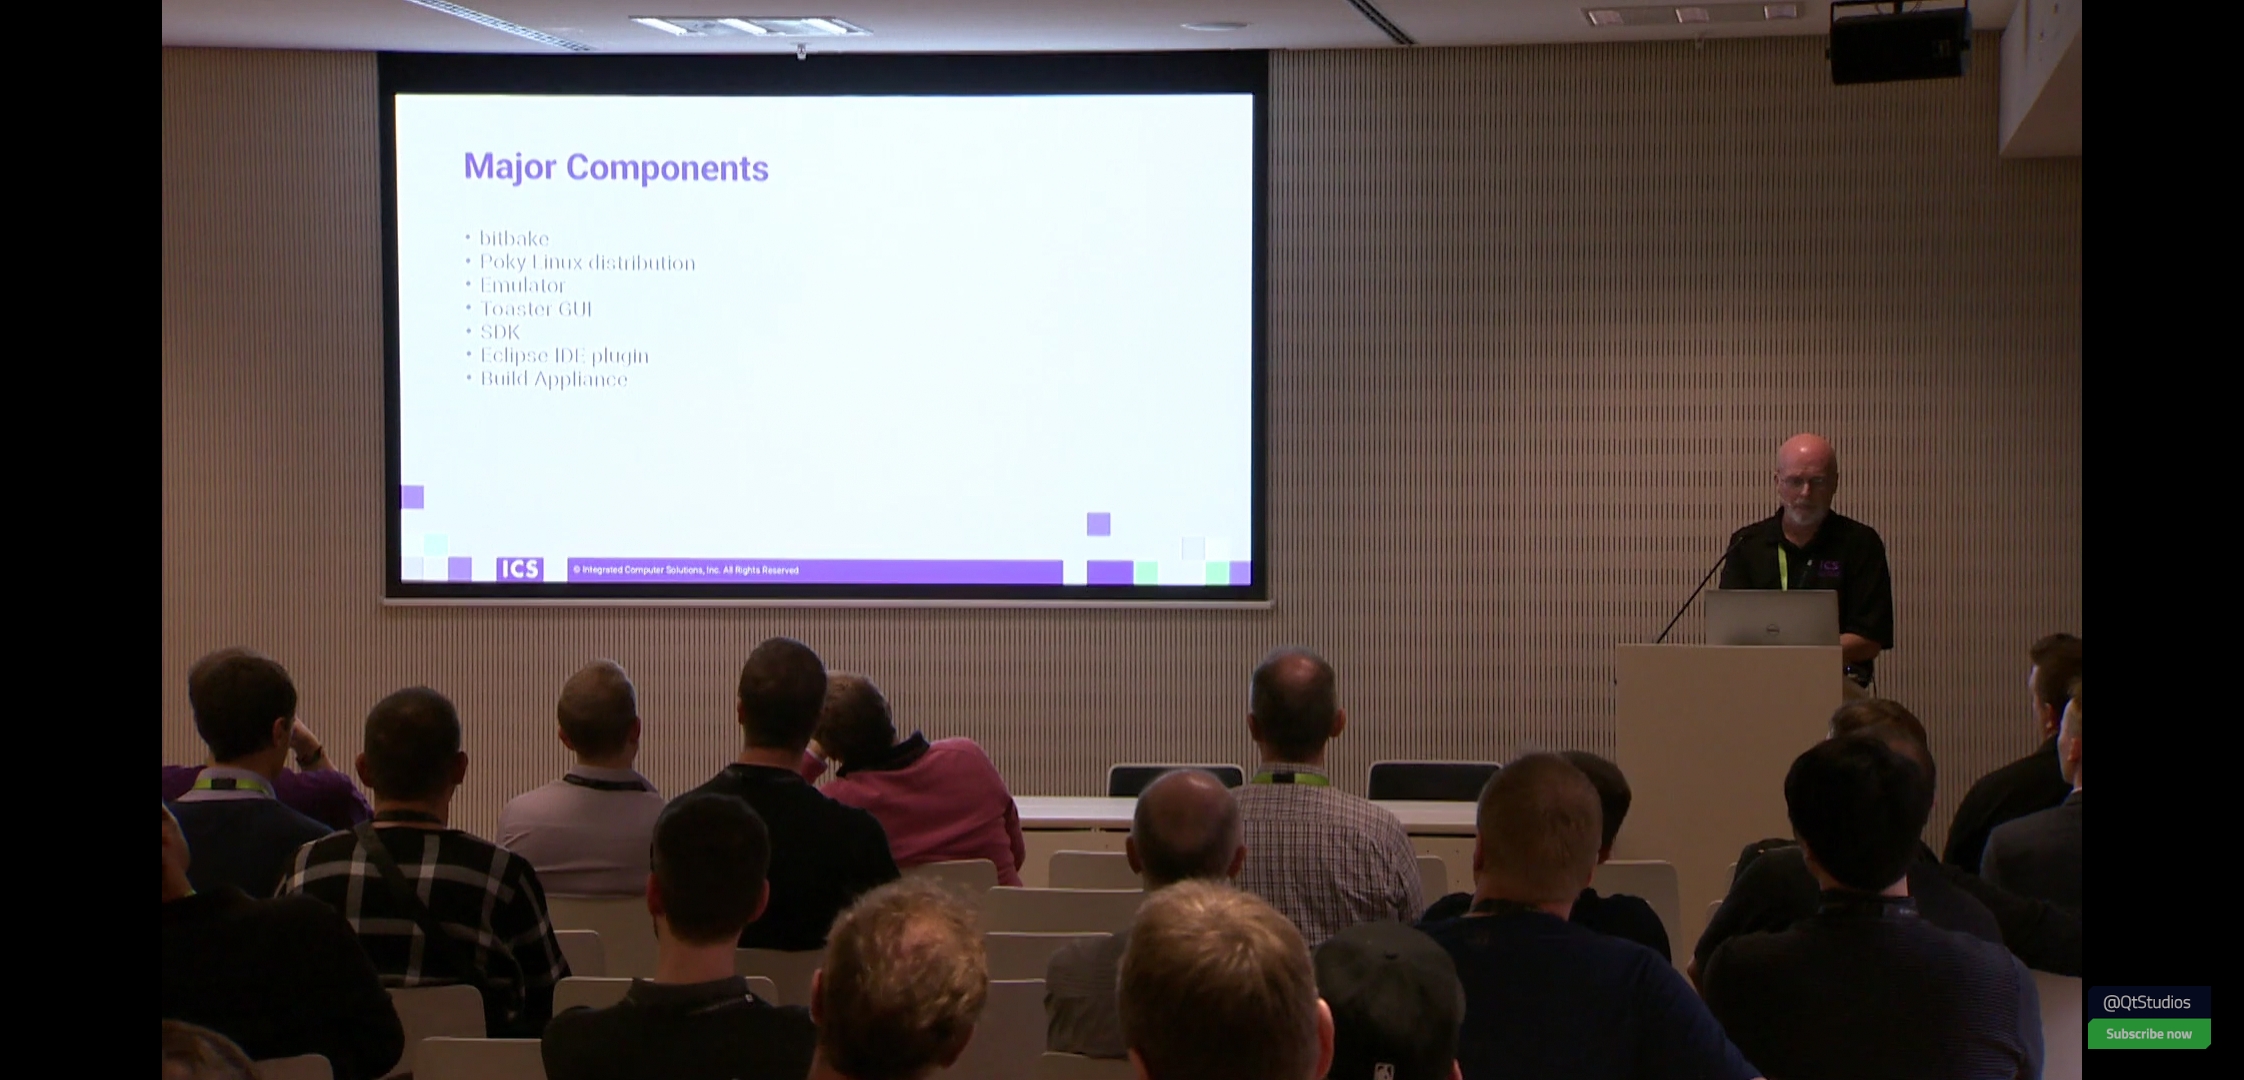 Major Components
• bitbake
• Poky Linux distribution
• Emulator
• Toaster GUI
• SDK
• Eclipse IDE plugin
• Build Appliance
ICS
© Integrated Computer Solutions, Inc. All Rights Reserved
ICS
@QtStudios
Subscribe now